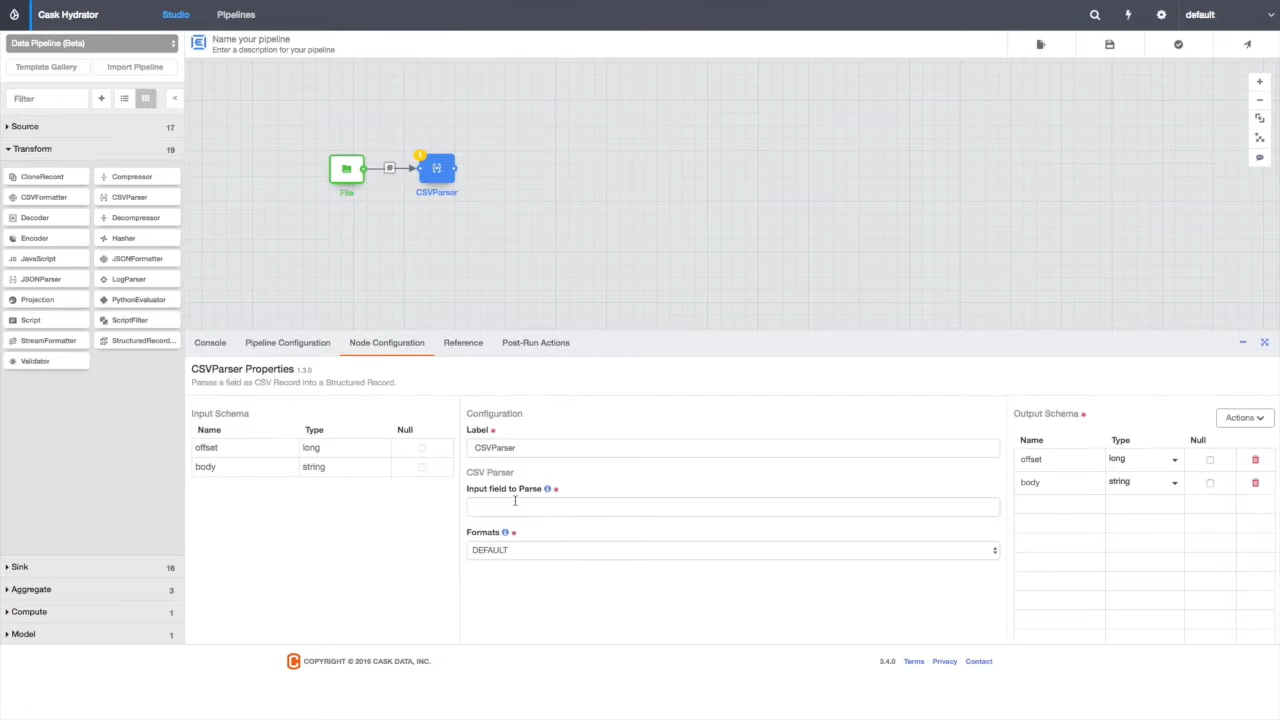 Cask Hydrator Studio Pipelines default
Data Pipeline (Beta)
Name your pipeline
Enter a description for your pipeline
Template Gallery Import Pipeline
Filter
Source 17
Transform 19
CloneRecord Compressor
CSVFormatter CSVParser
Decoder Decompressor
Encoder Hasher
JS JavaScript JSONFormatter
JSONParser LogParser
Projection PythonEvaluator
Script ScriptFilter
StreamFormatter StructuredRecord...
Validator
Sink 16
Aggregate 3
Compute 1
Model 1
File CSVParser
Console Pipeline Configuration Node Configuration Reference Post-Run Actions
CSVParser Properties 1.3.0
Parses a field as CSV Record into a Structured Record.
Input Schema
Name Type Null
offset long
body string
Configuration
Label
CSVParser
CSV Parser
Input field to Parse
Formats
DEFAULT
Output Schema Actions
Name Type Null
offset long
body string
COPYRIGHT © 2016 CASK DATA, INC. 3.4.0 Terms Privacy Contact